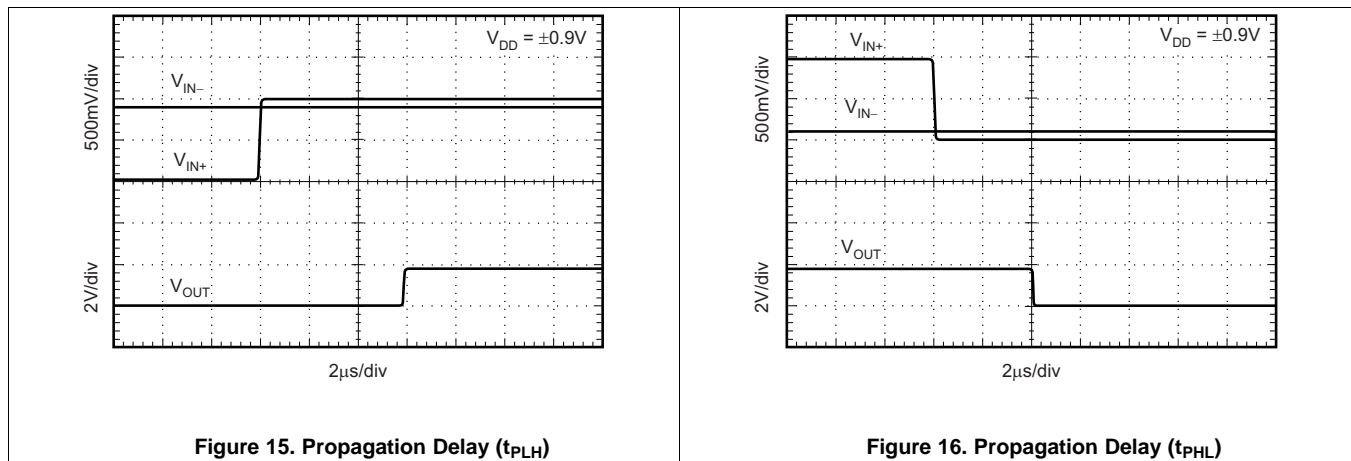 V_DD = ±0.9V
500mV/div
V_IN–
V_IN+
2V/div
V_OUT
2µs/div
Figure 15. Propagation Delay (t_PLH)
V_DD = ±0.9V
500mV/div
V_IN+
V_IN–
2V/div
V_OUT
2µs/div
Figure 16. Propagation Delay (t_PHL)